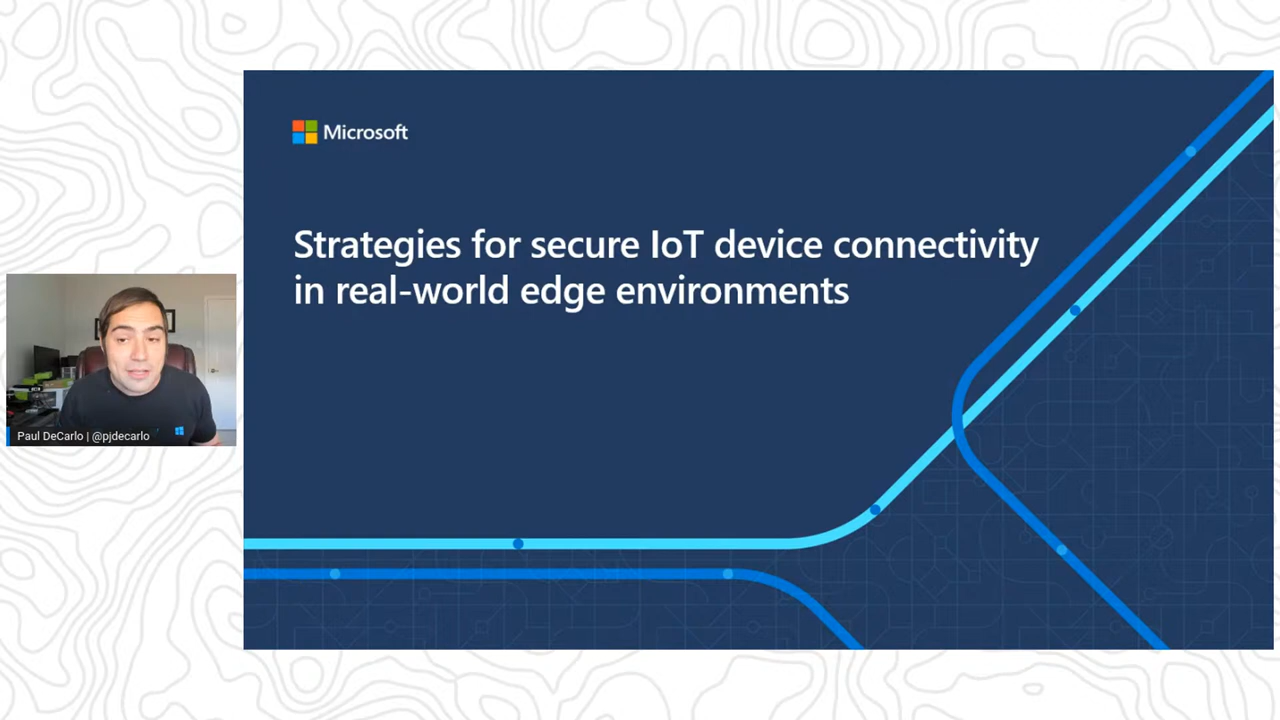 Microsoft
Strategies for secure IoT device connectivity
in real-world edge environments
Paul DeCarlo | @pjdecarlo